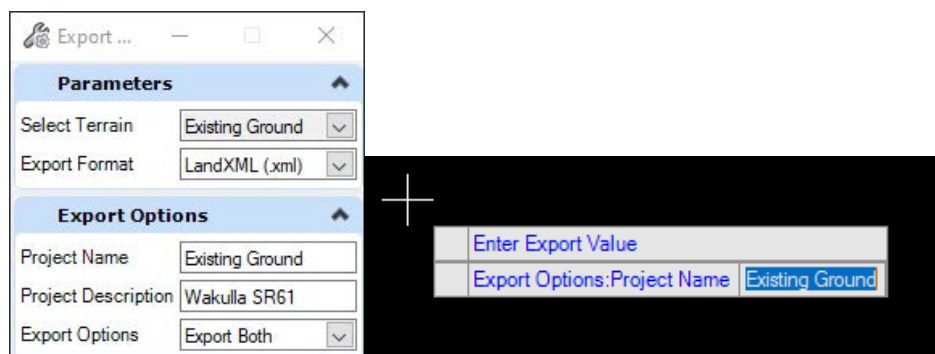 Export ...
Parameters
Select Terrain Existing Ground
Export Format LandXML (.xml)
Export Options
Project Name Existing Ground
Project Description Wakulla SR61
Export Options Export Both
Enter Export Value
Export Options:Project Name Existing Ground